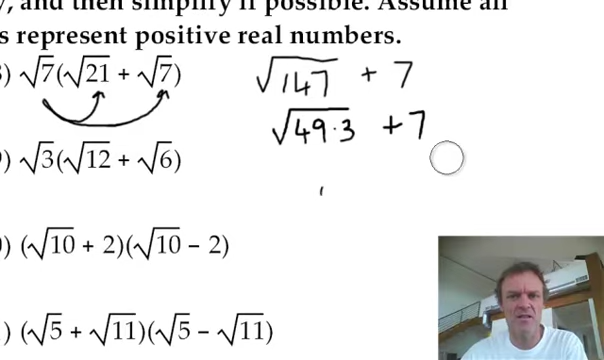 and then simplify if possible. Assume all
s represent positive real numbers.
) √7(√21 + √7) √147 + 7
√49·3 + 7
) √3(√12 + √6)
) (√10 + 2)(√10 − 2)
) (√5 + √11)(√5 − √11)